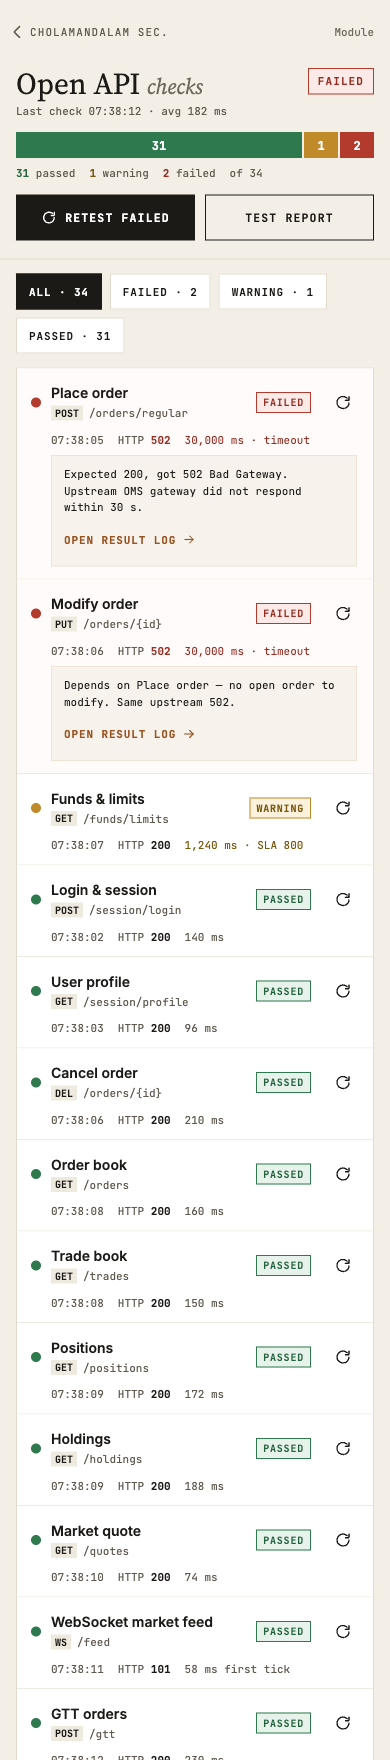 CHOLAMANDALAM SEC. Module
Open API checks FAILED
Last check 07:38:12 · avg 182 ms
31 1 2
31 passed 1 warning 2 failed of 34
RETEST FAILED TEST REPORT
ALL · 34 FAILED · 2 WARNING · 1
PASSED · 31
Place order FAILED
POST /orders/regular
07:38:05 HTTP 502 30,000 ms · timeout
Expected 200, got 502 Bad Gateway.
Upstream OMS gateway did not respond
within 30 s.
OPEN RESULT LOG →
Modify order FAILED
PUT /orders/{id}
07:38:06 HTTP 502 30,000 ms · timeout
Depends on Place order — no open order to
modify. Same upstream 502.
OPEN RESULT LOG →
Funds & limits WARNING
GET /funds/limits
07:38:07 HTTP 200 1,240 ms · SLA 800
Login & session PASSED
POST /session/login
07:38:02 HTTP 200 140 ms
User profile PASSED
GET /session/profile
07:38:03 HTTP 200 96 ms
Cancel order PASSED
DEL /orders/{id}
07:38:06 HTTP 200 210 ms
Order book PASSED
GET /orders
07:38:08 HTTP 200 160 ms
Trade book PASSED
GET /trades
07:38:08 HTTP 200 150 ms
Positions PASSED
GET /positions
07:38:09 HTTP 200 172 ms
Holdings PASSED
GET /holdings
07:38:09 HTTP 200 188 ms
Market quote PASSED
GET /quotes
07:38:10 HTTP 200 74 ms
WebSocket market feed PASSED
WS /feed
07:38:11 HTTP 101 58 ms first tick
GTT orders PASSED
POST /gtt
07:38:12 HTTP 200 230 ms